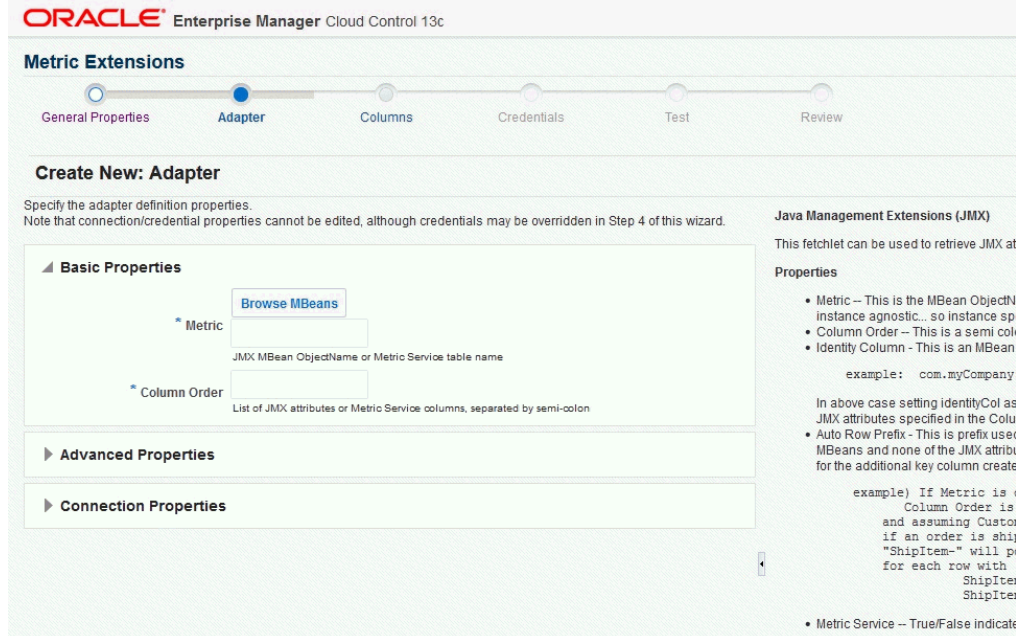 ORACLE Enterprise Manager Cloud Control 13c
Metric Extensions
General Properties
Adapter
Columns
Credentials
Test
Review
Create New: Adapter
Specify the adapter definition properties.
Note that connection/credential properties cannot be edited, although credentials may be overridden in Step 4 of this wizard.
Basic Properties
Browse MBeans
* Metric
JMX MBean ObjectName or Metric Service table name
* Column Order
List of JMX attributes or Metric Service columns, separated by semi-colon
Advanced Properties
Connection Properties
Java Management Extensions (JMX)
This fetchlet can be used to retrieve JMX at
Properties
• Metric -- This is the MBean ObjectN
instance agnostic... so instance sp
• Column Order -- This is a semi col
• Identity Column - This is an MBean
example: com.myCompany
In above case setting identityCol as
JMX attributes specified in the Colu
• Auto Row Prefix - This is prefix used
MBeans and none of the JMX attribu
for the additional key column create
example) If Metric is
Column Order is
and assuming Custom
if an order is ship
"ShipItem-" will po
for each row with
ShipItem
ShipItem
• Metric Service -- True/False indicate